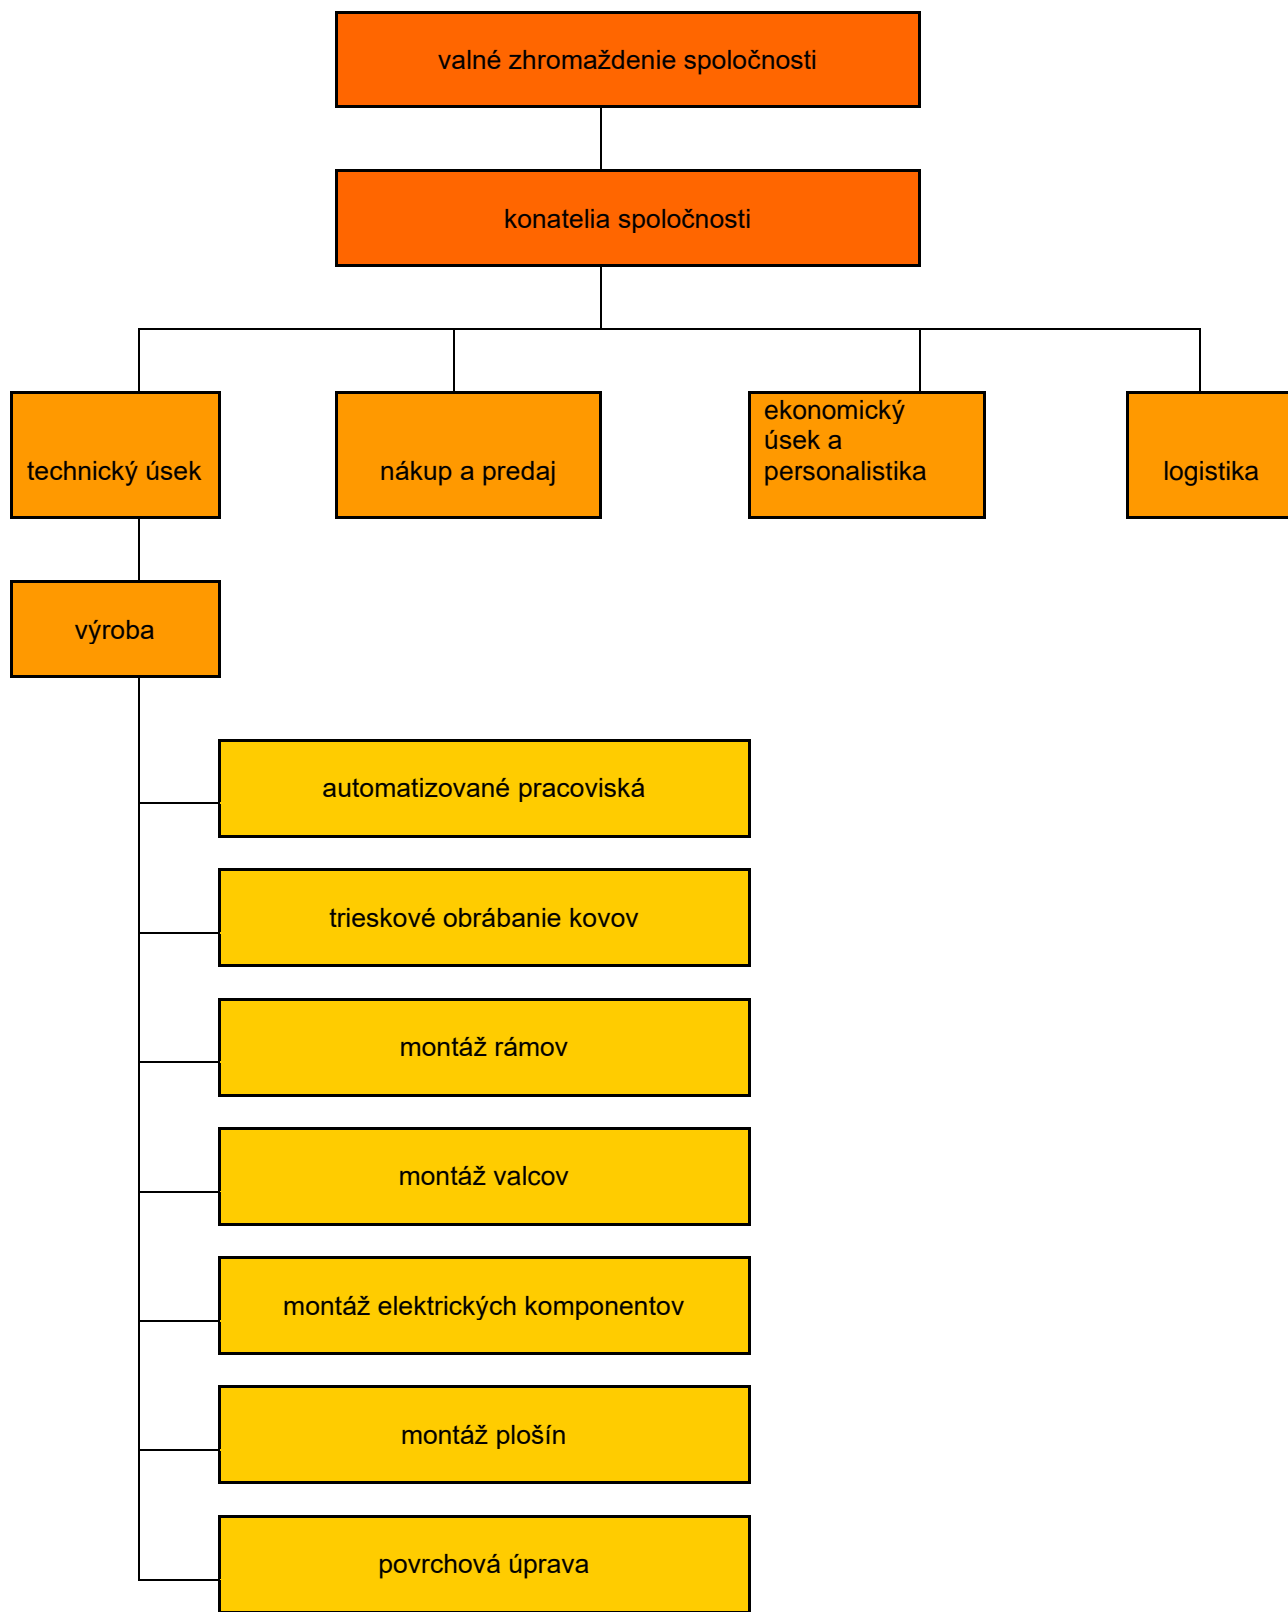 valné zhromaždenie spoločnosti
konatelia spoločnosti
technický úsek
nákup a predaj
ekonomický
úsek a
personalistika
logistika
výroba
automatizované pracoviská
trieskové obrábanie kovov
montáž rámov
montáž valcov
montáž elektrických komponentov
montáž plošín
povrchová úprava